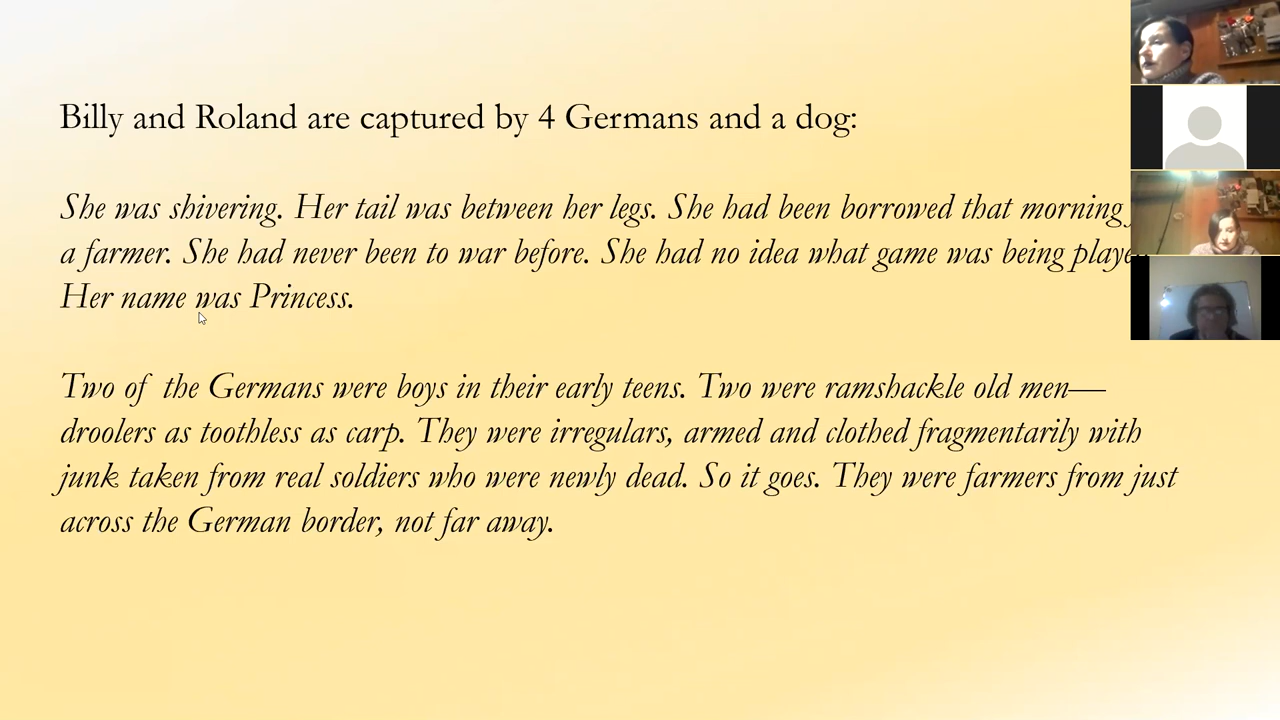 Billy and Roland are captured by 4 Germans and a dog:
She was shivering. Her tail was between her legs. She had been borrowed that morning
a farmer. She had never been to war before. She had no idea what game was being
Her name was Princess.
Two of the Germans were boys in their early teens. Two were ramshackle old men—
droolers as toothless as carp. They were irregulars, armed and clothed fragmentarily with
junk taken from real soldiers who were newly dead. So it goes. They were farmers from just
across the German border, not far away.